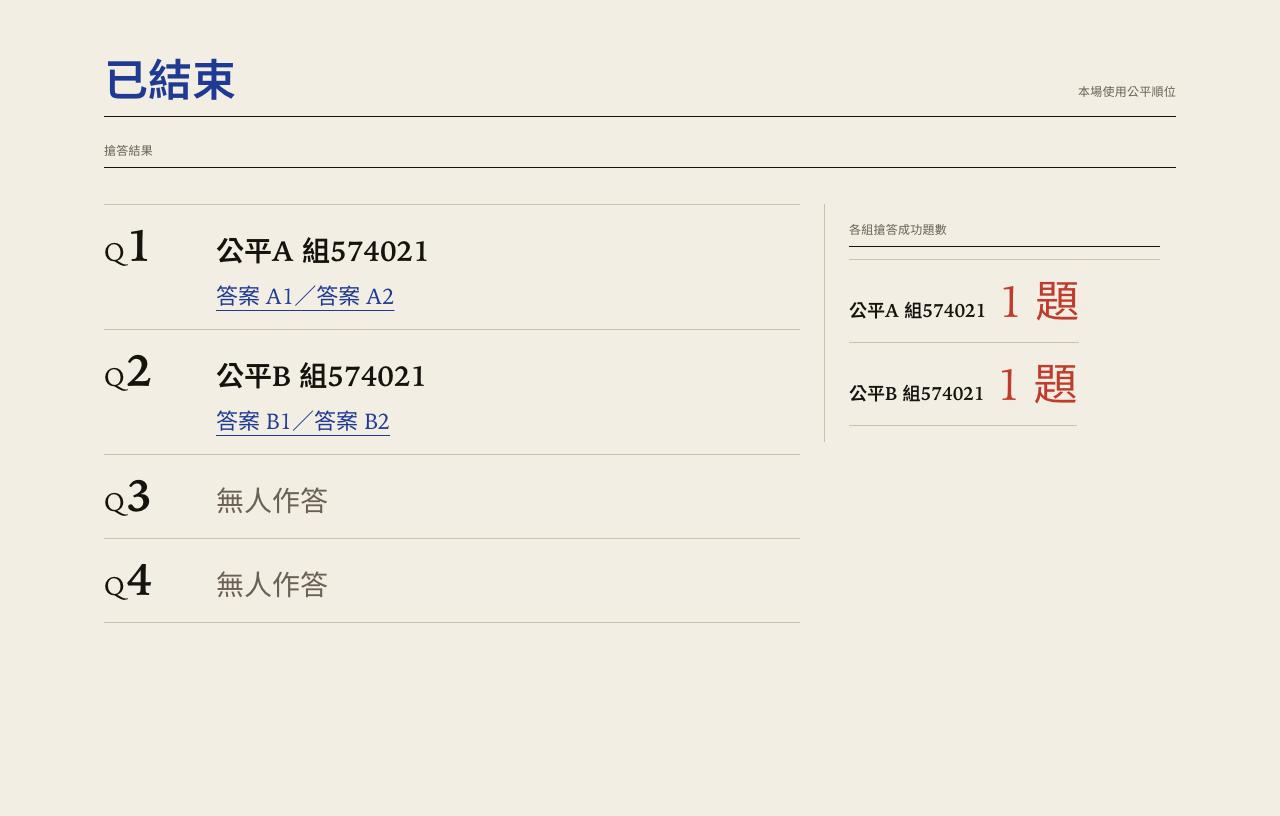 已結束
本場使用公平順位
搶答結果
Q1 公平A 組574021
答案 A1／答案 A2
Q2 公平B 組574021
答案 B1／答案 B2
Q3 無人作答
Q4 無人作答
各組搶答成功題數
公平A 組574021 1 題
公平B 組574021 1 題